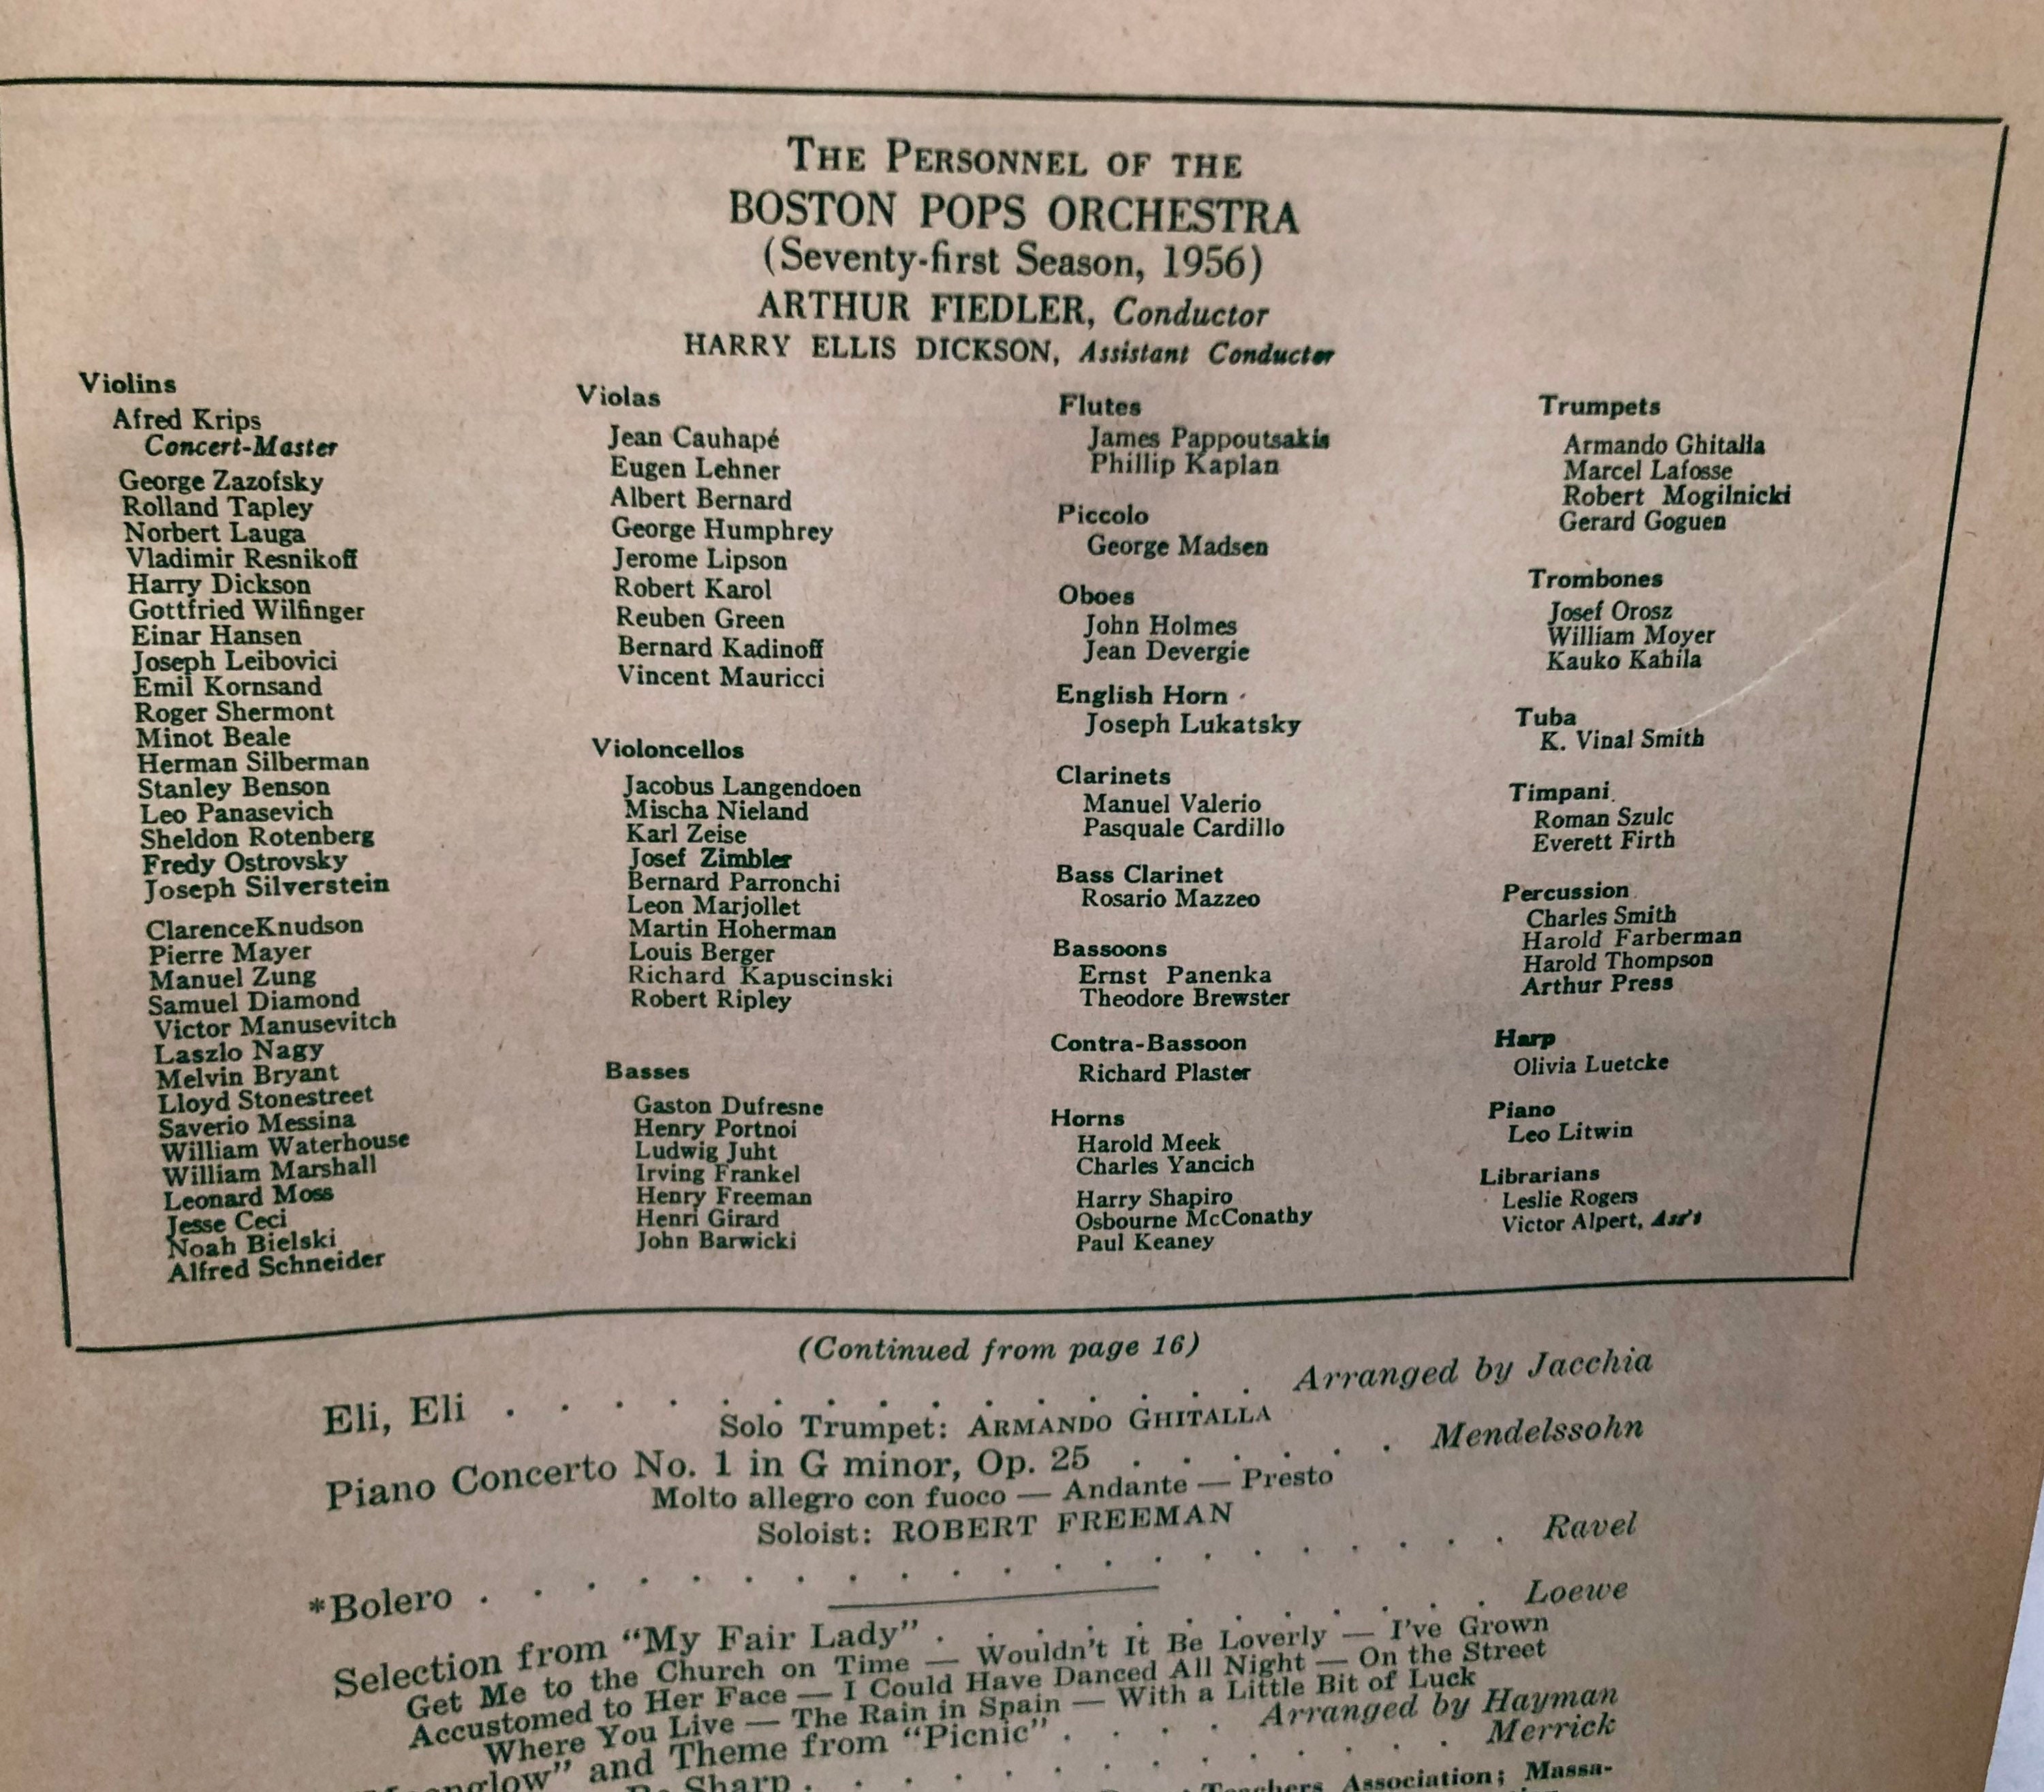 THE PERSONNEL OF THE
BOSTON POPS ORCHESTRA
(Seventy-first Season, 1956)
ARTHUR FIEDLER, Conductor
HARRY ELLIS DICKSON, Assistant Conductor
Violins
Afred Krips
Concert-Master
George Zazofsky
Rolland Tapley
Norbert Lauga
Vladimir Resnikoff
Harry Dickson
Gottfried Wilfinger
Einar Hansen
Joseph Leibovici
Emil Kornsand
Roger Shermont
Minot Beale
Herman Silberman
Stanley Benson
Leo Panasevich
Sheldon Rotenberg
Fredy Ostrovsky
Joseph Silverstein
ClarenceKnudson
Pierre Mayer
Manuel Zung
Samuel Diamond
Victor Manusevitch
Laszlo Nagy
Melvin Bryant
Lloyd Stonestreet
Saverio Messina
William Waterhouse
William Marshall
Leonard Moss
Jesse Ceci
Noah Bielski
Alfred Schneider
Violas
Jean Cauhapé
Eugen Lehner
Albert Bernard
George Humphrey
Jerome Lipson
Robert Karol
Reuben Green
Bernard Kadinoff
Vincent Mauricci
Violoncellos
Jacobus Langendoen
Mischa Nieland
Karl Zeise
Josef Zimbler
Bernard Parronchi
Leon Marjollet
Martin Hoherman
Louis Berger
Richard Kapuscinski
Robert Ripley
Basses
Gaston Dufresne
Henry Portnoi
Ludwig Juht
Irving Frankel
Henry Freeman
Henri Girard
John Barwicki
Flutes
James Pappoutsakis
Phillip Kaplan
Piccolo
George Madsen
Oboes
John Holmes
Jean Devergie
English Horn
Joseph Lukatsky
Clarinets
Manuel Valerio
Pasquale Cardillo
Bass Clarinet
Rosario Mazzeo
Bassoons
Ernst Panenka
Theodore Brewster
Contra-Bassoon
Richard Plaster
Horns
Harold Meek
Charles Yancich
Harry Shapiro
Osbourne McConathy
Paul Keaney
Trumpets
Armando Ghitalla
Marcel Lafosse
Robert Mogilnicki
Gerard Goguen
Trombones
Josef Orosz
William Moyer
Kauko Kahila
Tuba
K. Vinal Smith
Timpani
Roman Szulc
Everett Firth
Percussion
Charles Smith
Harold Farberman
Harold Thompson
Arthur Press
Harp
Olivia Luetcke
Piano
Leo Litwin
Librarians
Leslie Rogers
Victor Alpert, Ass't
(Continued from page 16)
Eli, Eli . . . . . . . . . . . . . . Arranged by Jacchia
Solo Trumpet: ARMANDO GHITALLA
Piano Concerto No. 1 in G minor, Op. 25 . . . . . . Mendelssohn
Molto allegro con fuoco — Andante — Presto
Soloist: ROBERT FREEMAN
*Bolero . . . . . . . . . . . . . . . . . . . . Ravel
Selection from "My Fair Lady" . . . . . . . . . . . Loewe
Get Me to the Church on Time — Wouldn't It Be Loverly — I've Grown
Accustomed to Her Face — I Could Have Danced All Night — On the Street
Where You Live — The Rain in Spain — With a Little Bit of Luck
and Theme from "Picnic" . . . . Arranged by Hayman
Sharp . . . . . . . . . . . . Merrick
Teachers Association; Massa-